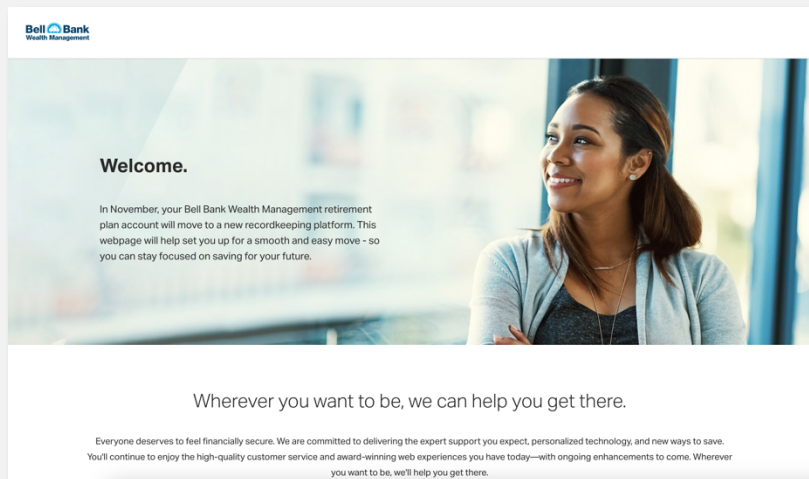 Bell Bank
Wealth Management
Welcome.
In November, your Bell Bank Wealth Management retirement
plan account will move to a new recordkeeping platform. This
webpage will help set you up for a smooth and easy move - so
you can stay focused on saving for your future.
Wherever you want to be, we can help you get there.
Everyone deserves to feel financially secure. We are committed to delivering the expert support you expect, personalized technology, and new ways to save.
You'll continue to enjoy the high-quality customer service and award-winning web experiences you have today—with ongoing enhancements to come. Wherever
you want to be, we'll help you get there.